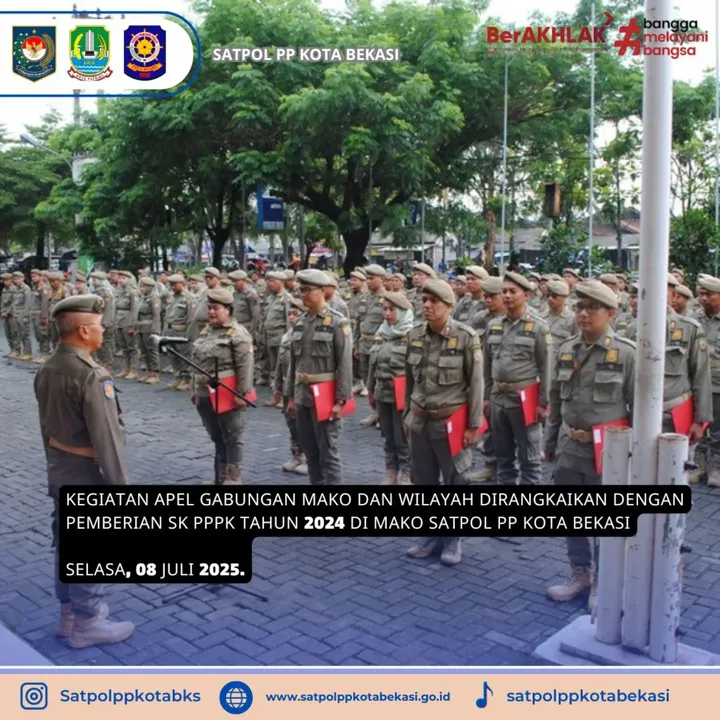 SATPOL PP KOTA BEKASI
BerAKHLAK
#bangga
melayani
bangsa
KEGIATAN APEL GABUNGAN MAKO DAN WILAYAH DIRANGKAIKAN DENGAN
PEMBERIAN SK PPPK TAHUN 2024 DI MAKO SATPOL PP KOTA BEKASI
SELASA, 08 JULI 2025.
Satpolppkotabks
www.satpolppkotabekasi.go.id
satpolppkotabekasi